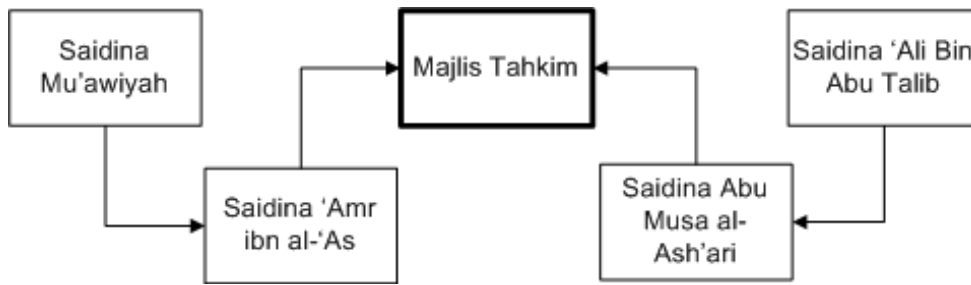 Saidina
Mu’awiyah
Majlis Tahkim
Saidina ‘Ali Bin
Abu Talib
Saidina ‘Amr
ibn al-‘As
Saidina Abu
Musa al-
Ash’ari